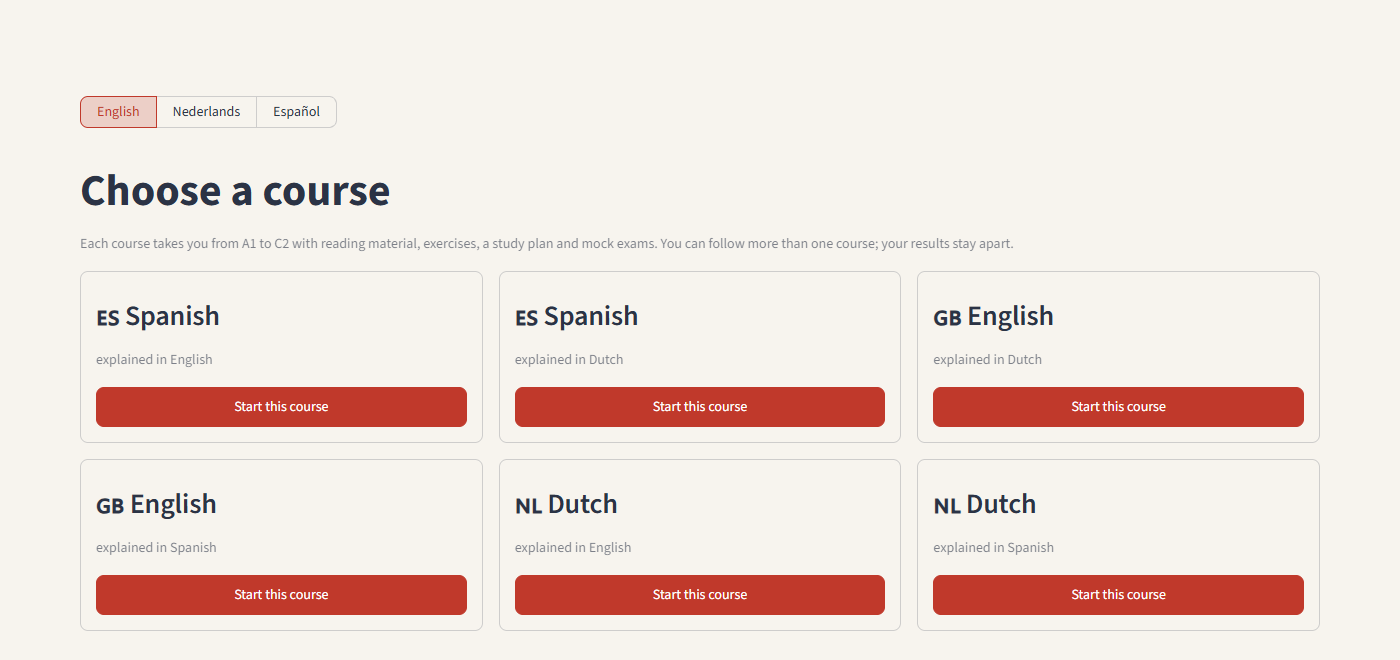 English Nederlands Español
Choose a course
Each course takes you from A1 to C2 with reading material, exercises, a study plan and mock exams. You can follow more than one course; your results stay apart.
ES Spanish
explained in English
Start this course
ES Spanish
explained in Dutch
Start this course
GB English
explained in Dutch
Start this course
GB English
explained in Spanish
Start this course
NL Dutch
explained in English
Start this course
NL Dutch
explained in Spanish
Start this course